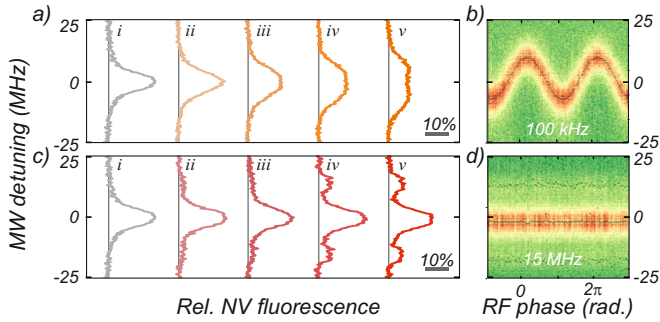 a)
i
ii
iii
iv
v
b)
25
0
-25
10%
100 kHz
25
0
-25
MW detuning (MHz)
c)
i
ii
iii
iv
v
d)
25
0
-25
10%
15 MHz
25
0
-25
0
2π
Rel. NV fluorescence
RF phase (rad.)